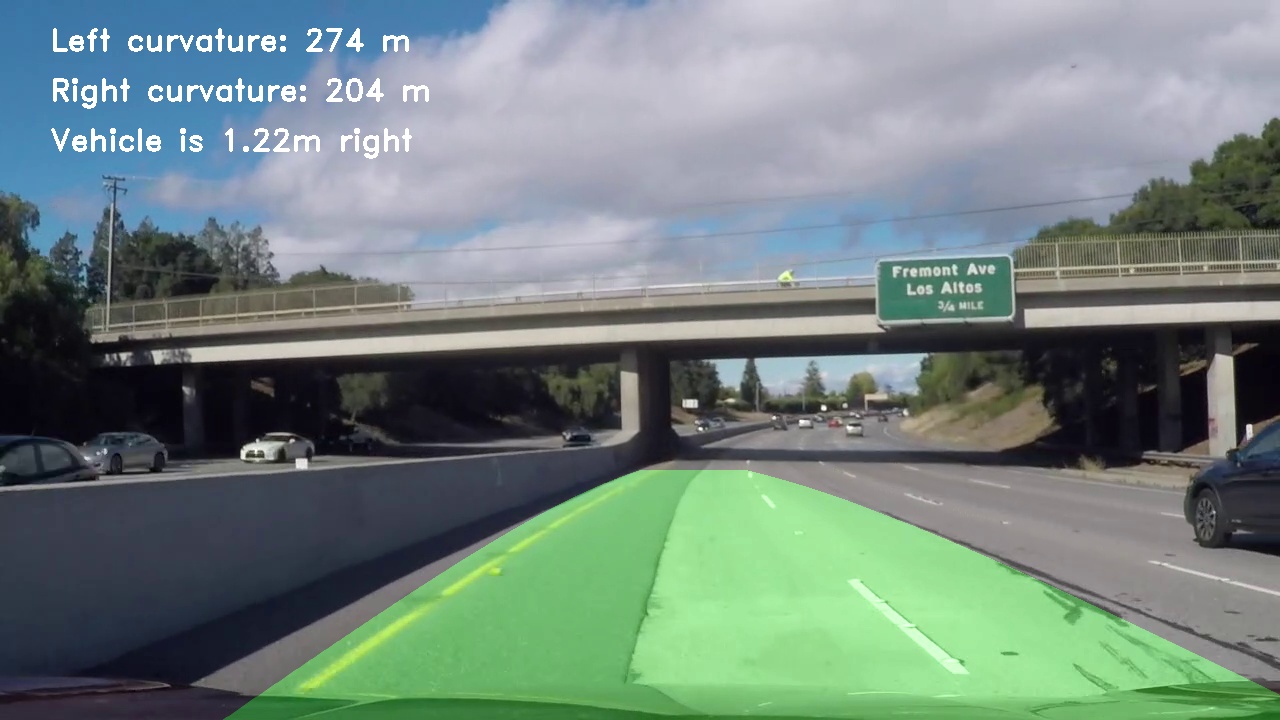 Left curvature: 274 m
Right curvature: 204 m
Vehicle is 1.22m right
Fremont Ave
Los Altos
3/4 MILE